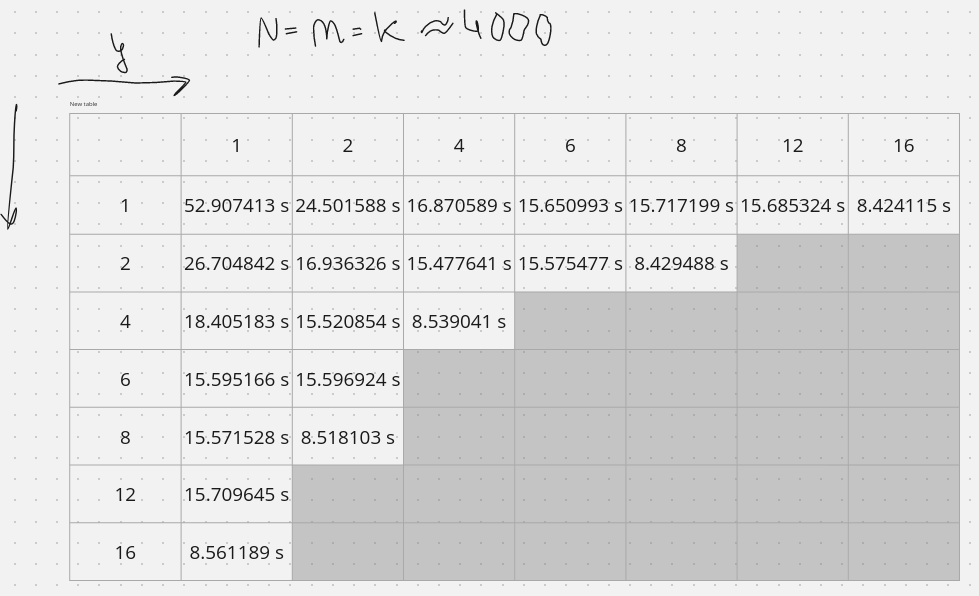 N = m = k ≈ 4000
y
New table
1 2 4 6 8 12 16
1 52.907413 s 24.501588 s 16.870589 s 15.650993 s 15.717199 s 15.685324 s 8.424115 s
2 26.704842 s 16.936326 s 15.477641 s 15.575477 s 8.429488 s
4 18.405183 s 15.520854 s 8.539041 s
6 15.595166 s 15.596924 s
8 15.571528 s 8.518103 s
12 15.709645 s
16 8.561189 s